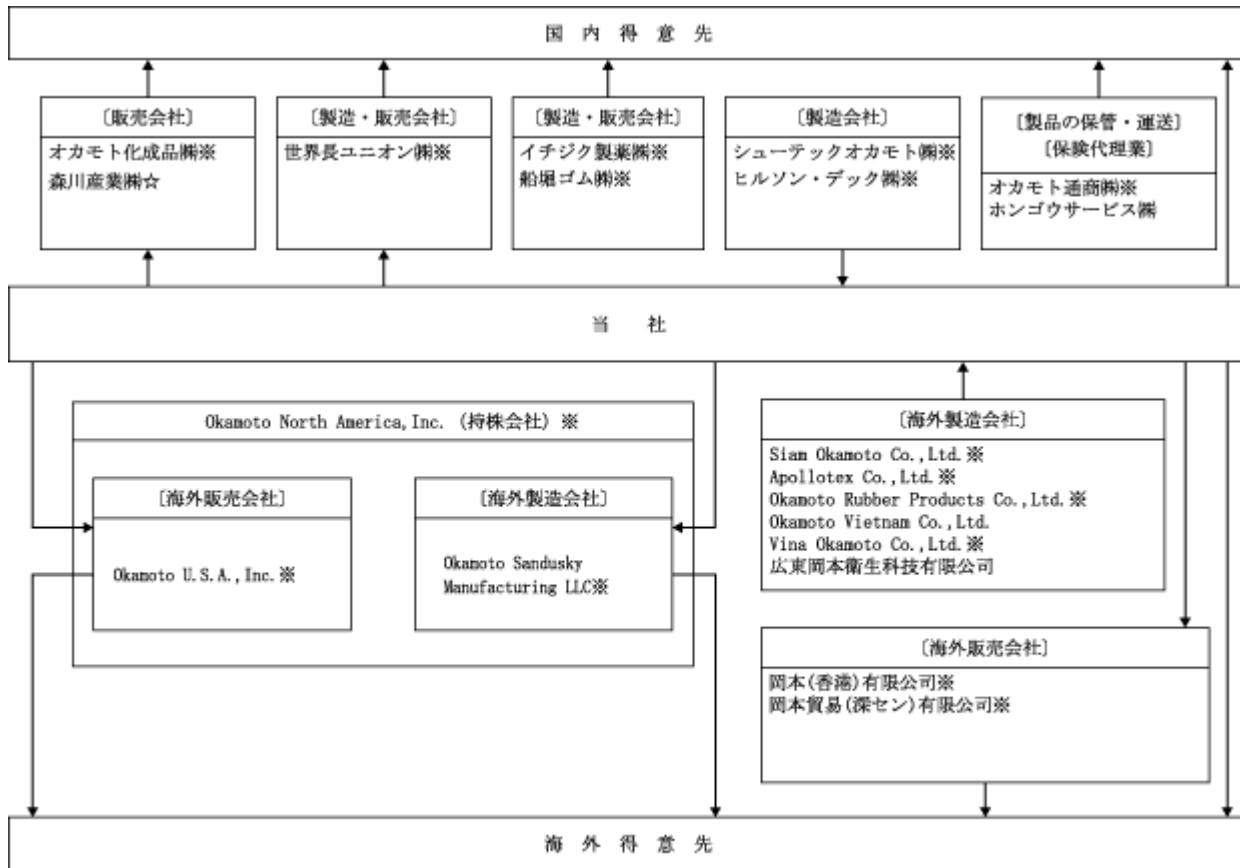 国内得意先
〔販売会社〕
オカモト化成品㈱※
森川産業㈱☆
〔製造・販売会社〕
世界長ユニオン㈱※
〔製造・販売会社〕
イチジク製薬㈱※
船堀ゴム㈱※
〔製造会社〕
シューテックオカモト㈱※
ヒルソン・デック㈱※
〔製品の保管・運送〕
〔保険代理業〕
オカモト通商㈱※
ホンゴウサービス㈱
当社
Okamoto North America,Inc. (持株会社) ※
〔海外販売会社〕
Okamoto U.S.A.,Inc.※
〔海外製造会社〕
Okamoto Sandusky
Manufacturing LLC※
〔海外製造会社〕
Siam Okamoto Co.,Ltd.※
Apollotex Co.,Ltd.※
Okamoto Rubber Products Co.,Ltd.※
Okamoto Vietnam Co.,Ltd.
Vina Okamoto Co.,Ltd.※
広東岡本衛生科技有限公司
〔海外販売会社〕
岡本(香港)有限公司※
岡本貿易(深セン)有限公司※
海外得意先